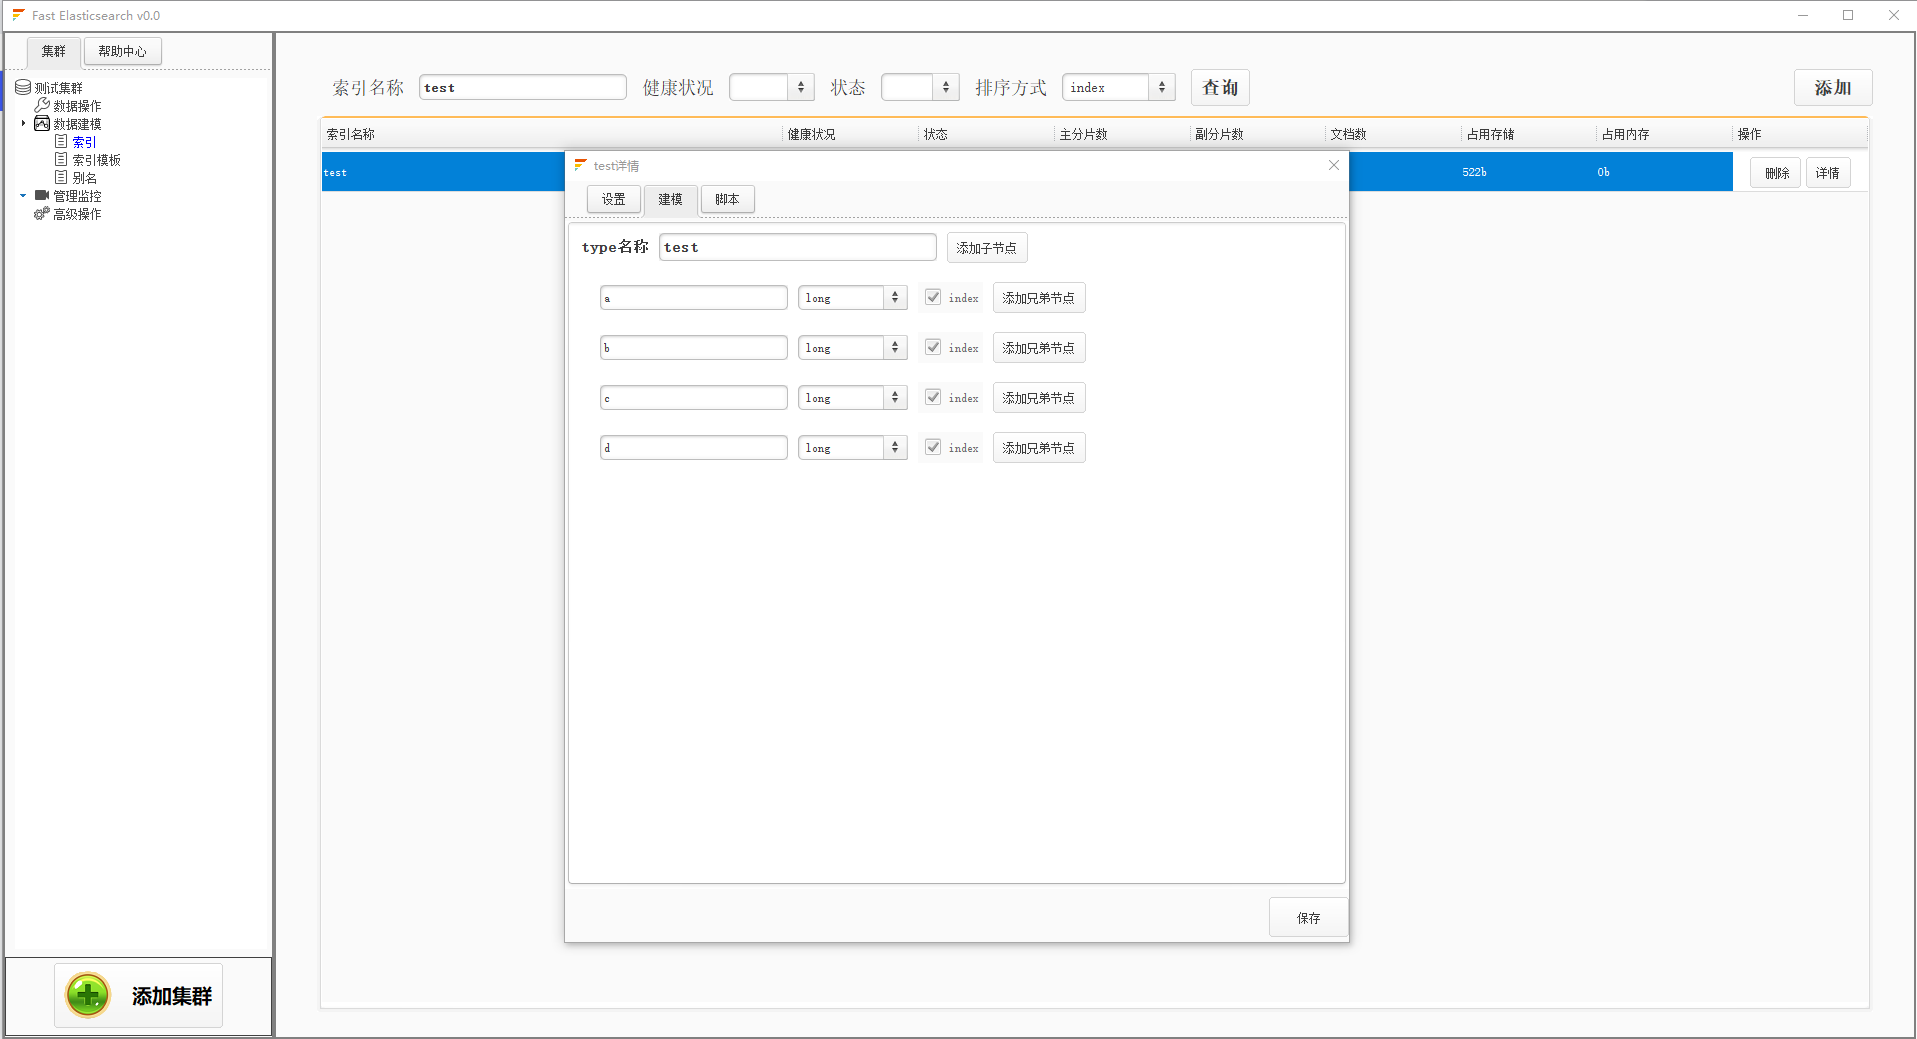 Fast Elasticsearch v0.0
集群 帮助中心
测试集群
数据操作
数据建模
索引
索引模板
别名
管理监控
高级操作
添加集群
索引名称 test 健康状况 状态 排序方式 index 查询 添加
索引名称 健康状况 状态 主分片数 副分片数 文档数 占用存储 占用内存 操作
test 522b 0b 删除 详情
test详情
设置 建模 脚本
type名称 test 添加子节点
a long index 添加兄弟节点
b long index 添加兄弟节点
c long index 添加兄弟节点
d long index 添加兄弟节点
保存